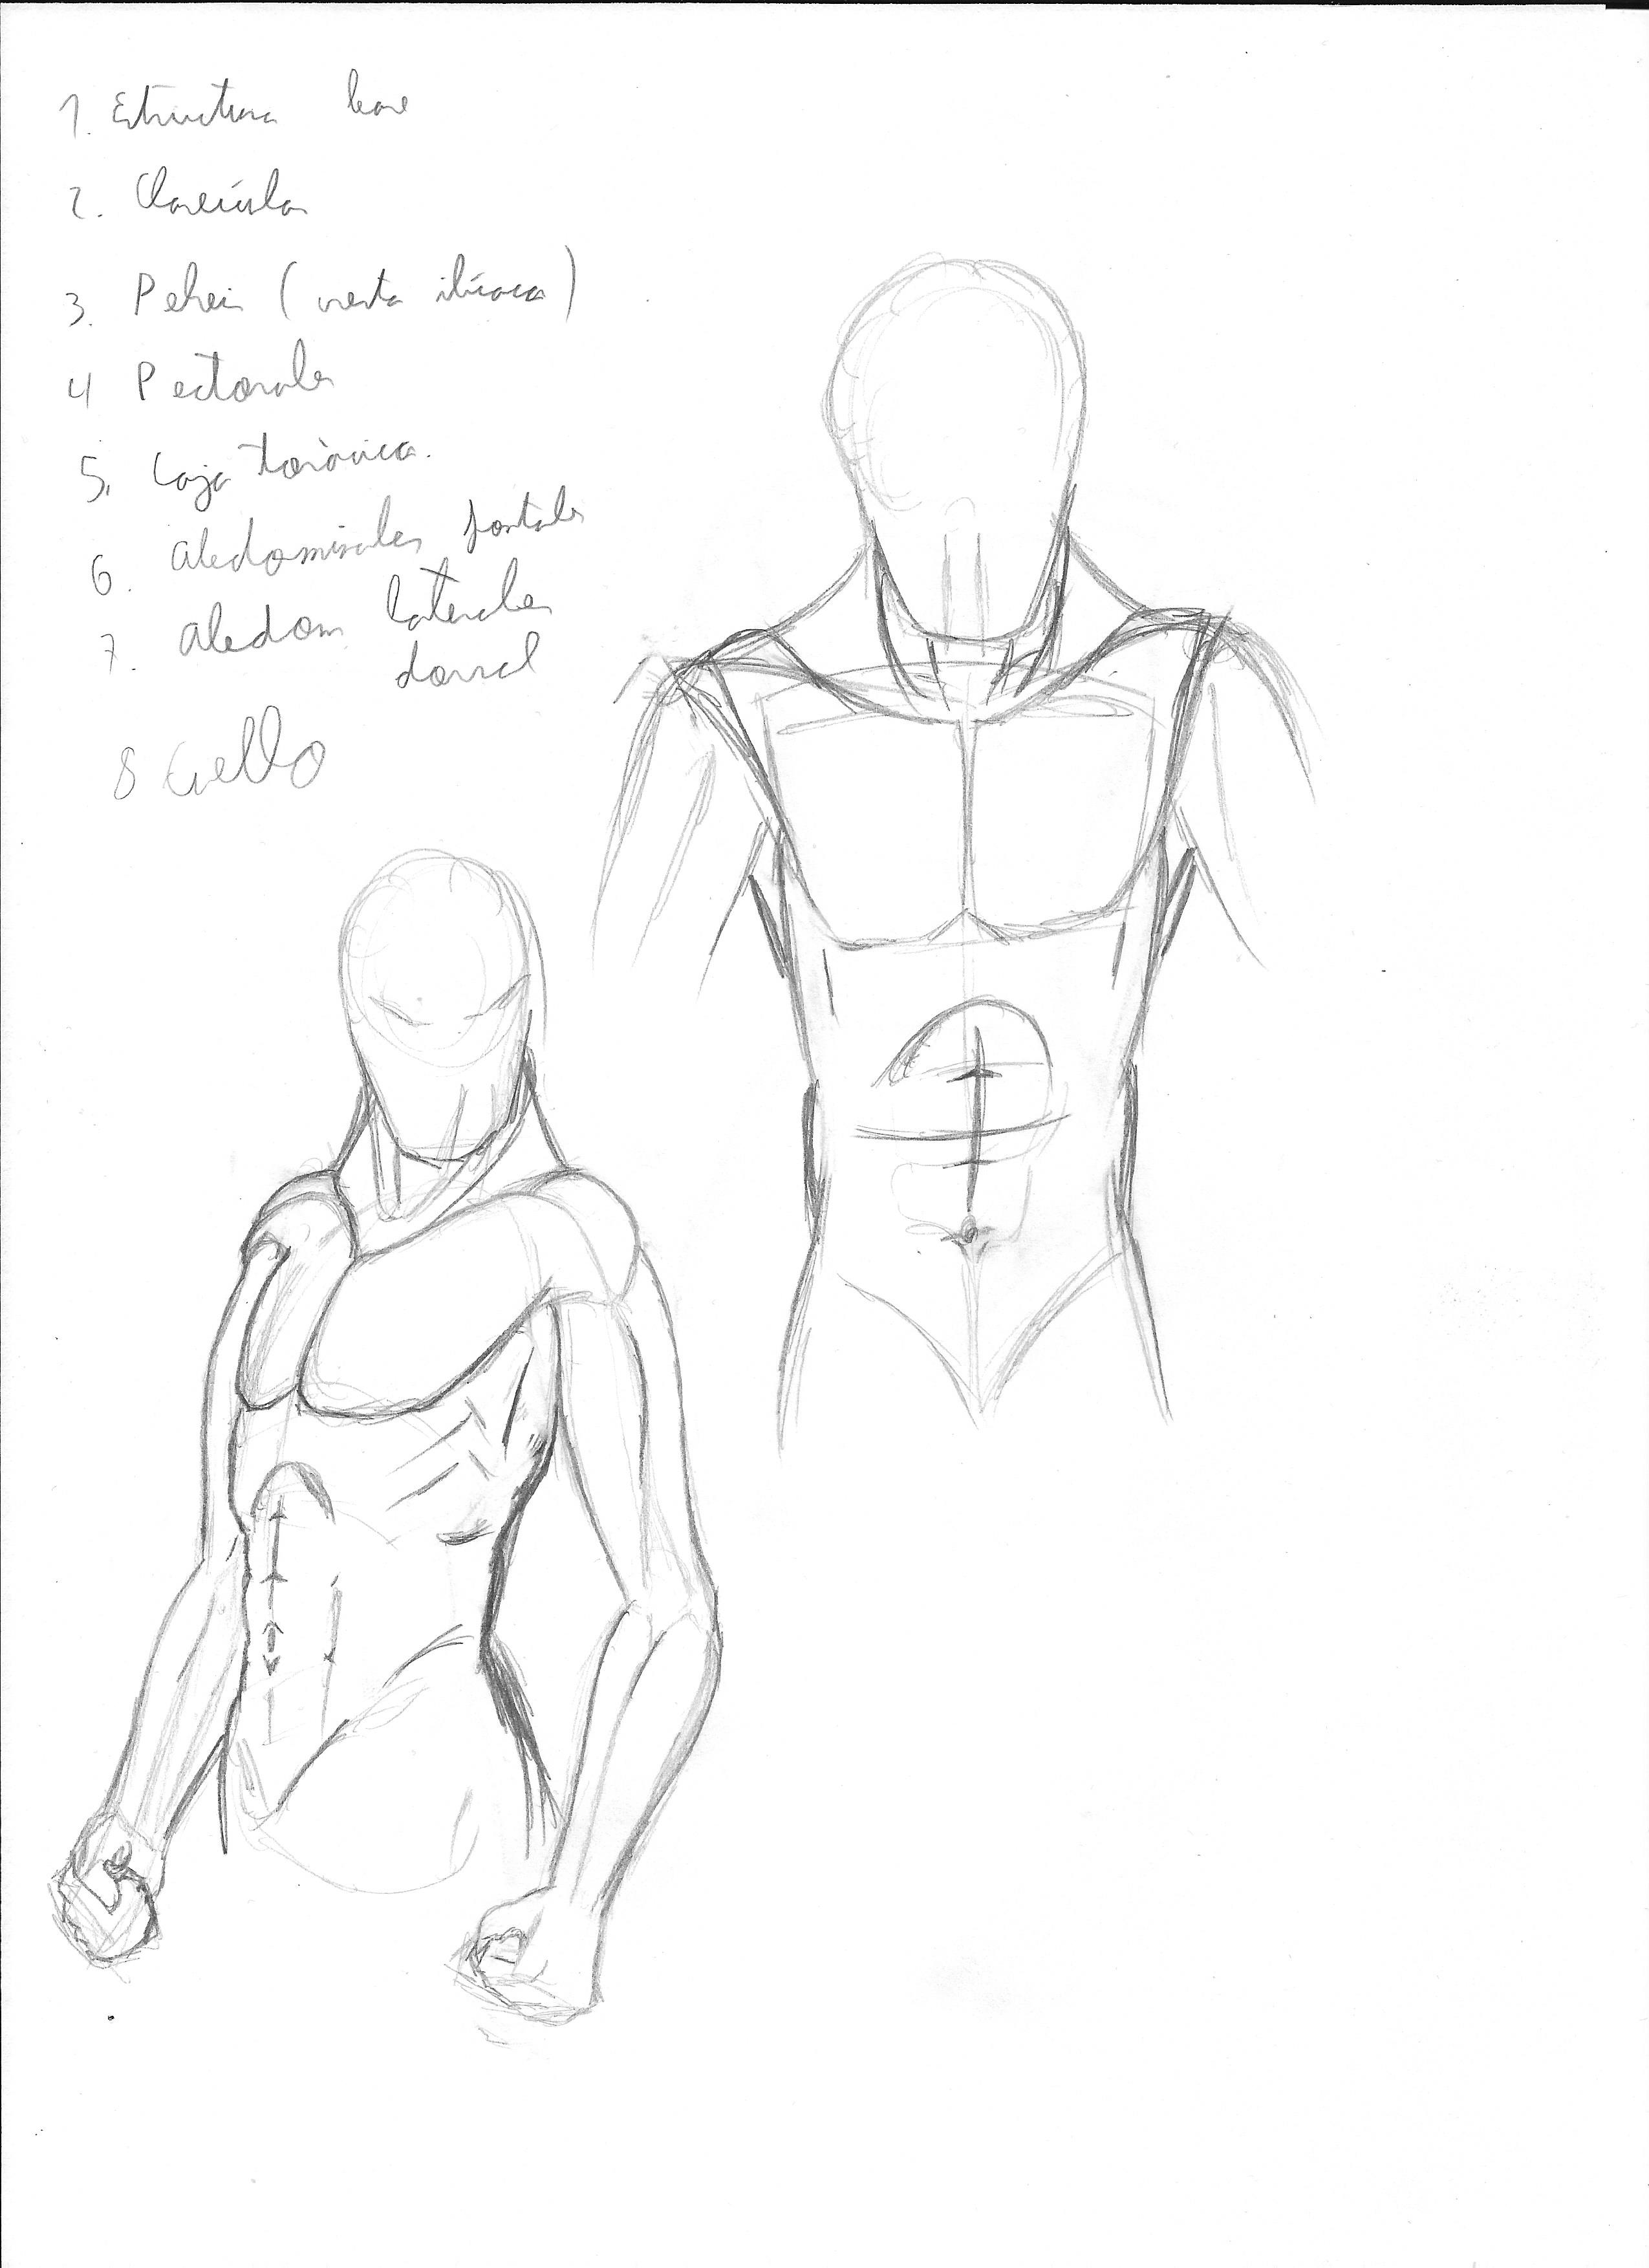 1. Estructura base
2. Clavículas
3. Pelvis (cresta ilíaca)
4 Pectorales
5. Caja torácica.
6. abdominales frontales
7. abdom laterales
dorsal
8 Cuello